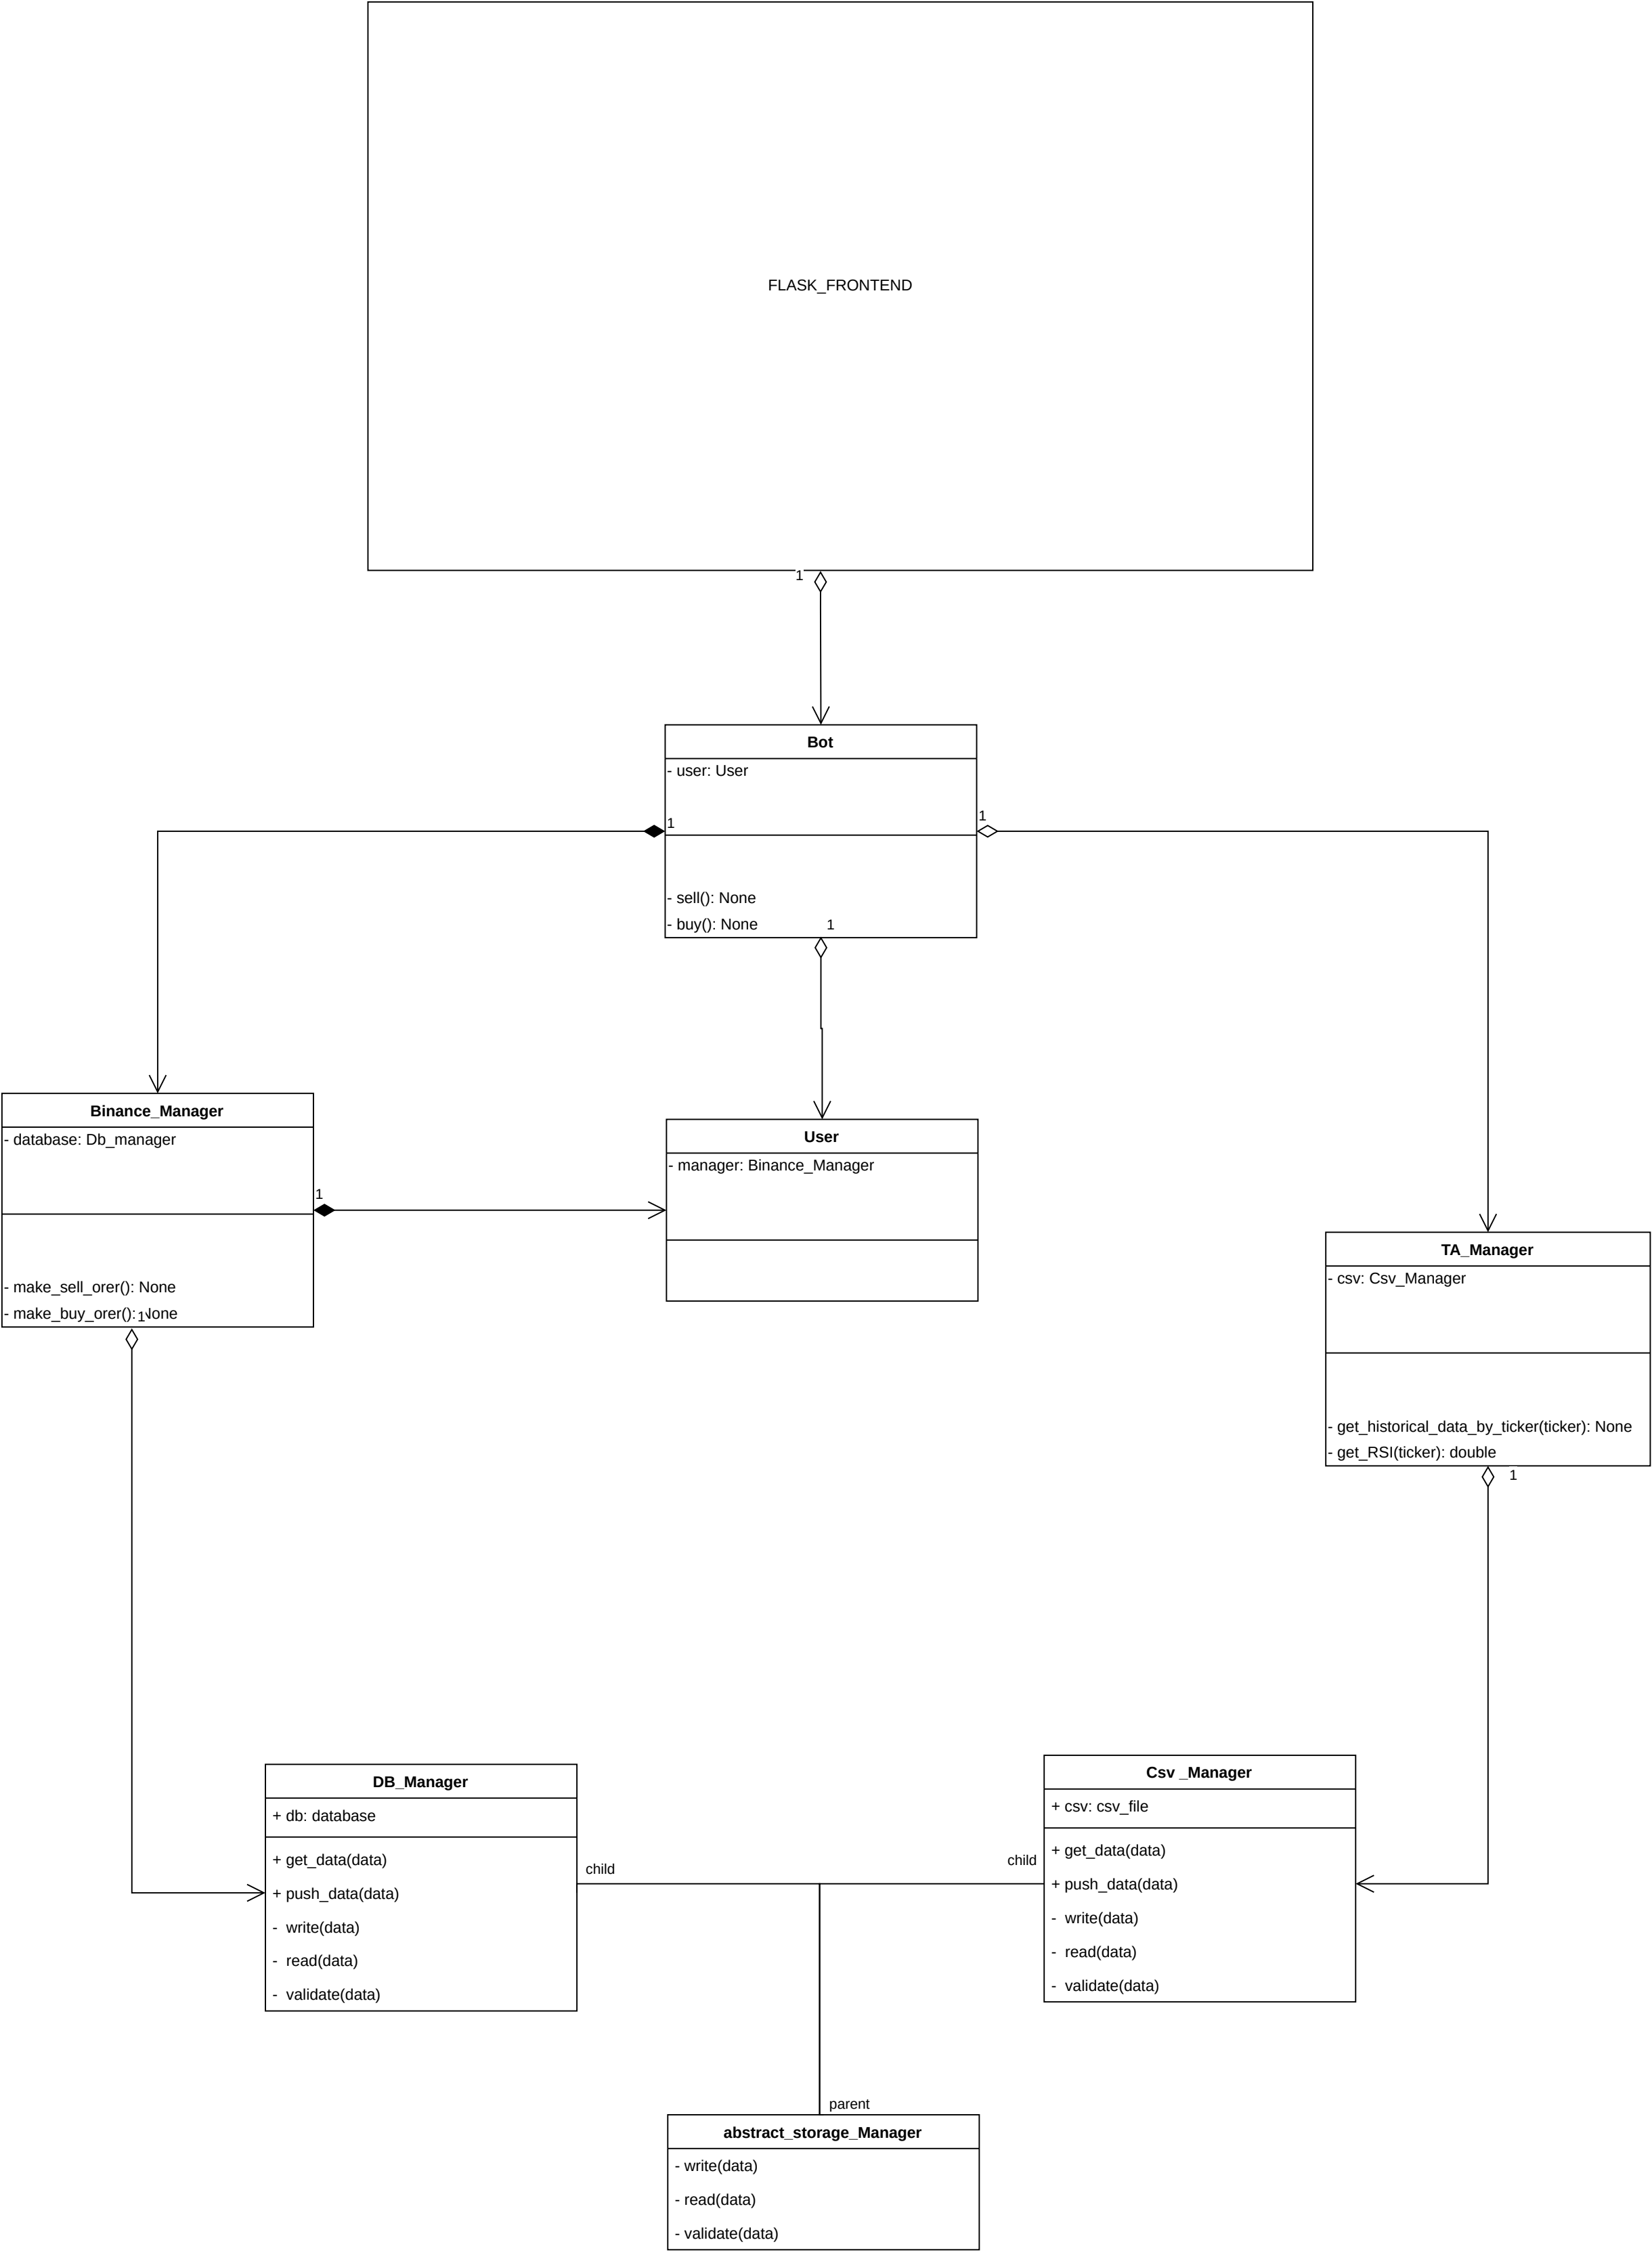 FLASK_FRONTEND
1
Bot
- user: User
1
1
- sell(): None
- buy(): None
1
Binance_Manager
- database: Db_manager
1
- make_sell_orer(): None
- make_buy_orer(): None
1
User
- manager: Binance_Manager
TA_Manager
- csv: Csv_Manager
- get_historical_data_by_ticker(ticker): None
- get_RSI(ticker): double
1
DB_Manager
+ db: database
+ get_data(data)
+ push_data(data)
-  write(data)
-  read(data)
-  validate(data)
child
child
Csv _Manager
+ csv: csv_file
+ get_data(data)
+ push_data(data)
-  write(data)
-  read(data)
-  validate(data)
parent
abstract_storage_Manager
- write(data)
- read(data)
- validate(data)